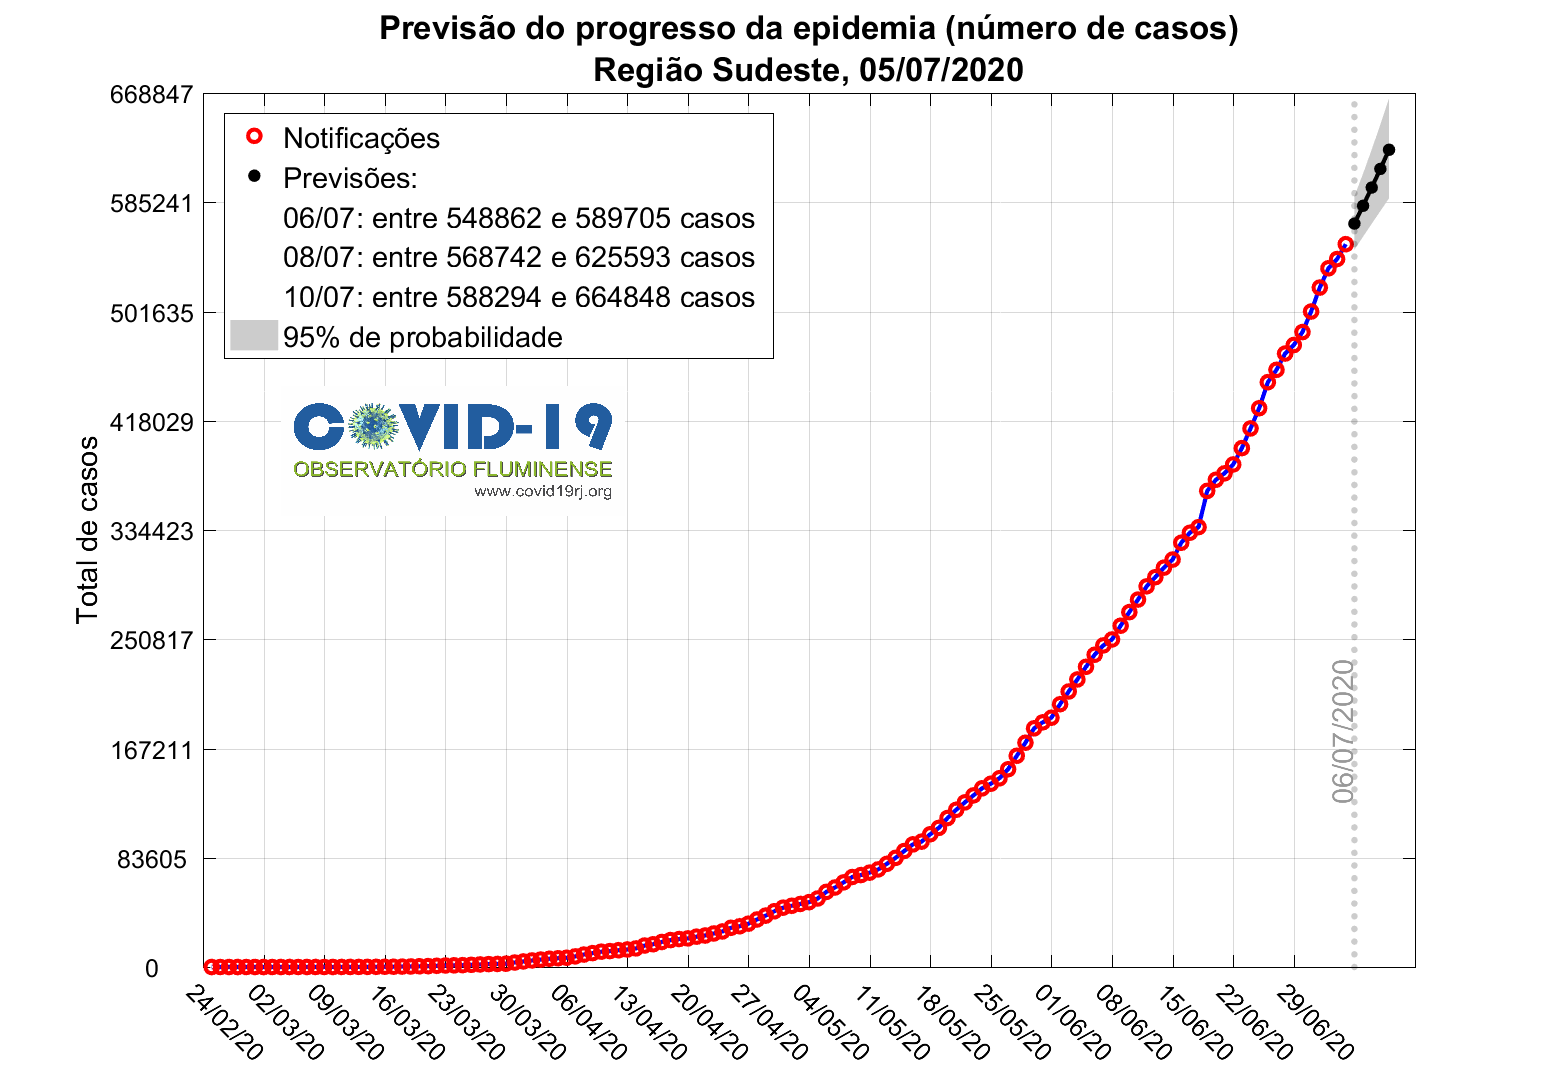 Previsão do progresso da epidemia (número de casos)
Região Sudeste, 05/07/2020
668847
585241
501635
418029
334423
250817
167211
83605
0
Total de casos
Notificações
Previsões:
06/07: entre 548862 e 589705 casos
08/07: entre 568742 e 625593 casos
10/07: entre 588294 e 664848 casos
95% de probabilidade
COVID-19
OBSERVATÓRIO FLUMINENSE
www.covid19rj.org
06/07/2020
24/02/20
02/03/20
09/03/20
16/03/20
23/03/20
30/03/20
06/04/20
13/04/20
20/04/20
27/04/20
04/05/20
11/05/20
18/05/20
25/05/20
01/06/20
08/06/20
15/06/20
22/06/20
29/06/20